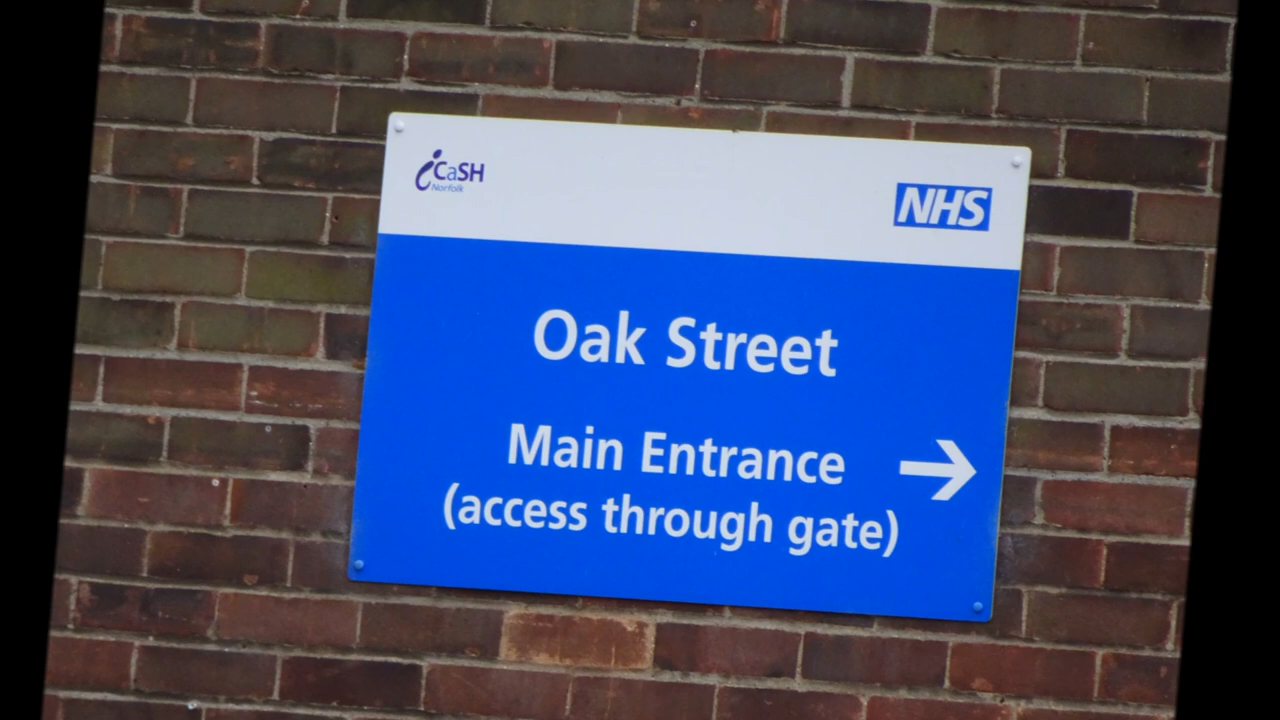 iCaSH
Norfolk
NHS
Oak Street
Main Entrance
(access through gate)